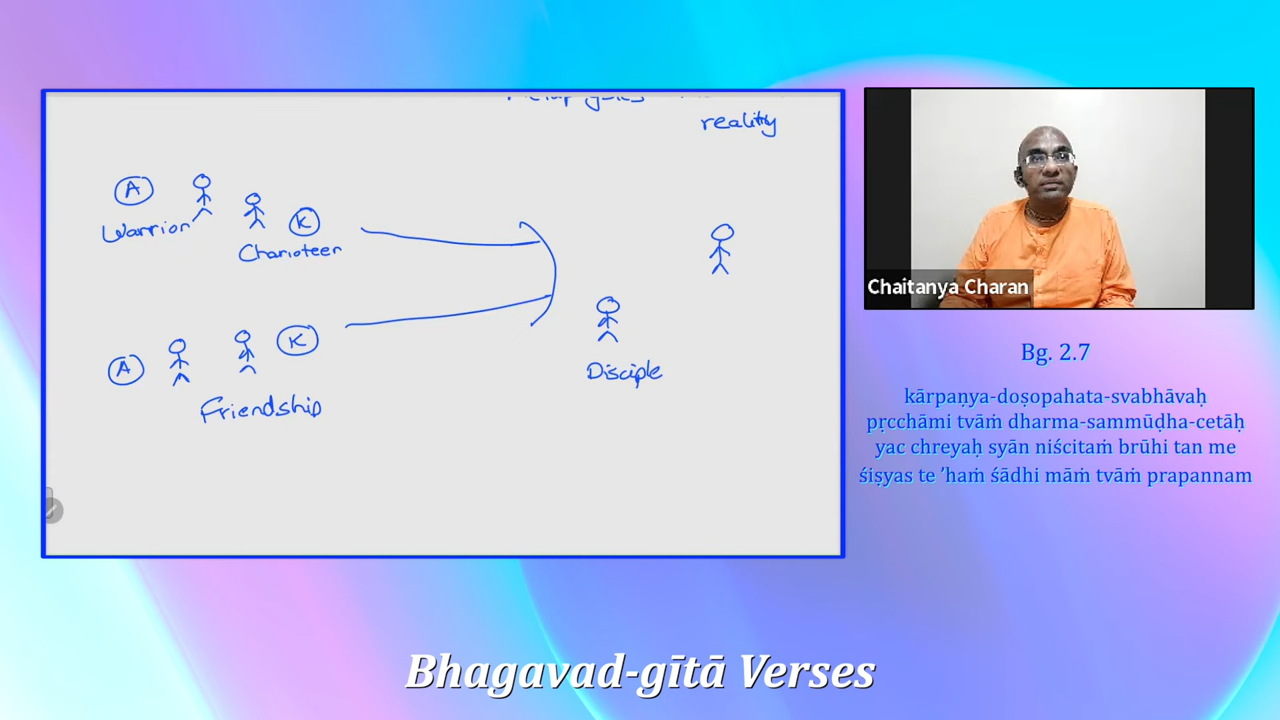 reality
A
Warrior
K
Charioteer
K
A
Disciple
Friendship
Chaitanya Charan
Bg. 2.7
kārpaṇya-doṣopahata-svabhāvaḥ
pṛcchāmi tvāṁ dharma-sammūḍha-cetāḥ
yac chreyaḥ syān niścitaṁ brūhi tan me
śiṣyas te ’haṁ śādhi māṁ tvāṁ prapannam
Bhagavad-gītā Verses